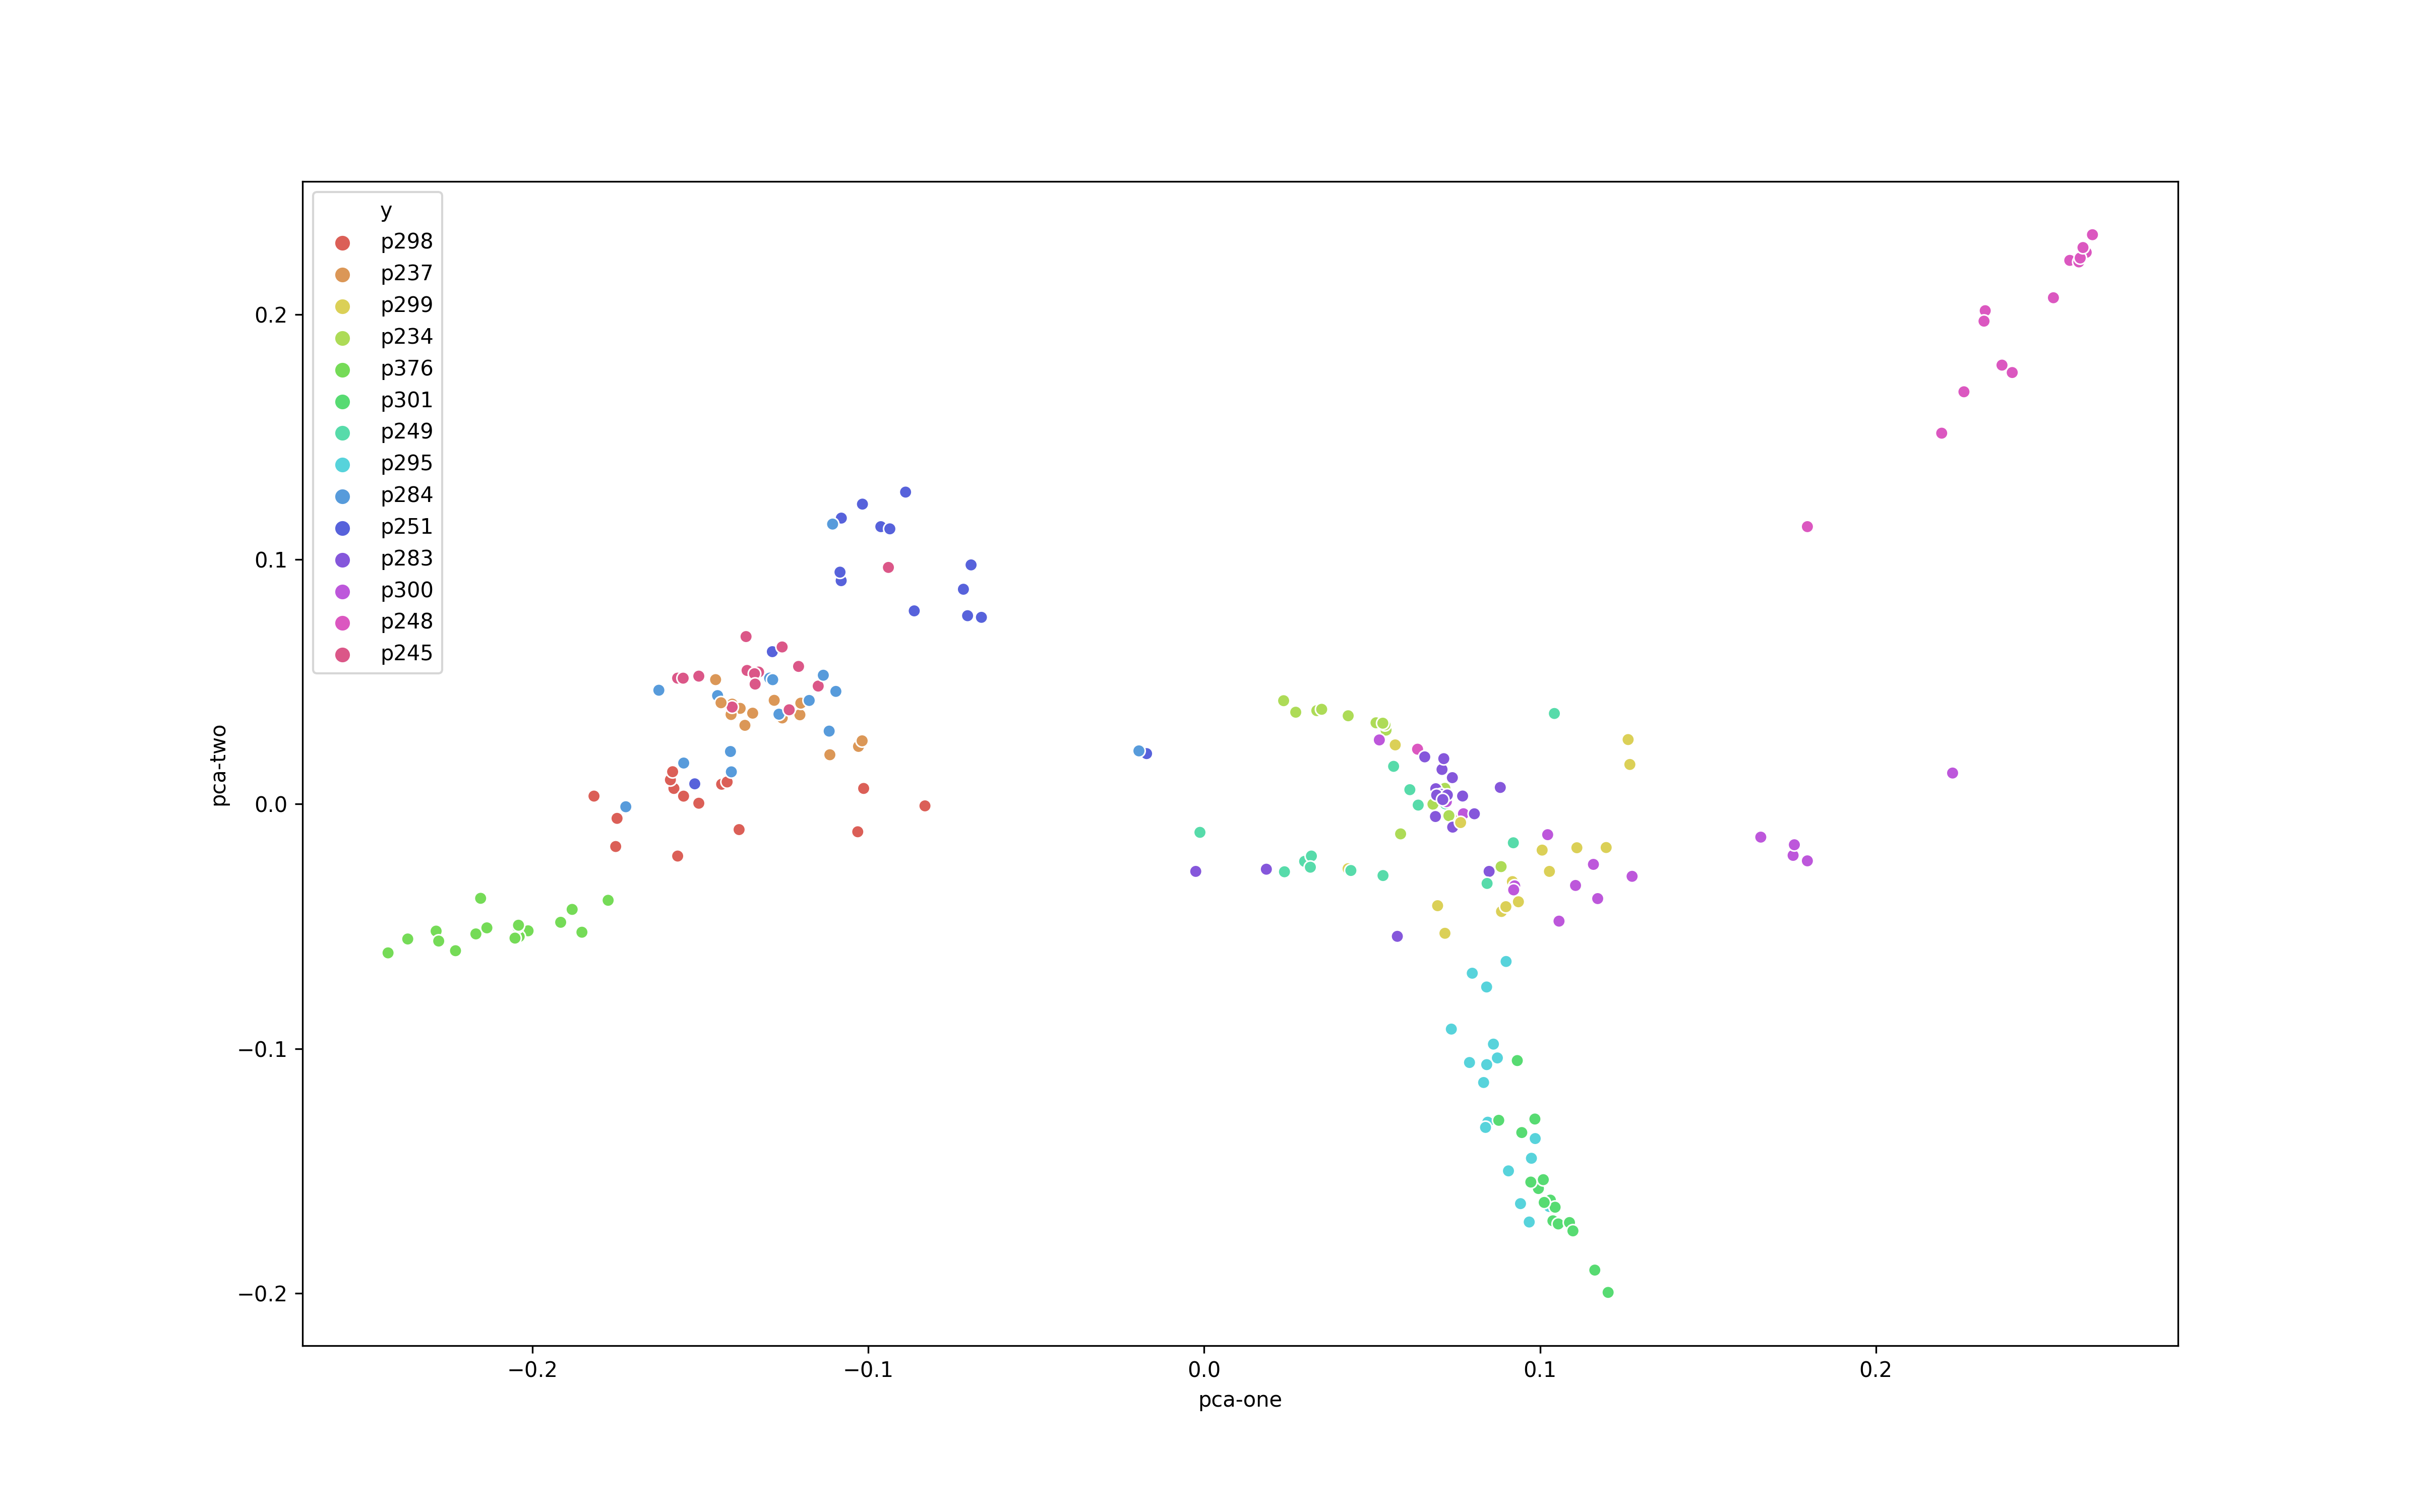 y
p298
p237
p299
p234
p376
p301
p249
p295
p284
p251
p283
p300
p248
p245
0.2
0.1
0.0
−0.1
−0.2
pca-two
−0.2 −0.1 0.0 0.1 0.2
pca-one